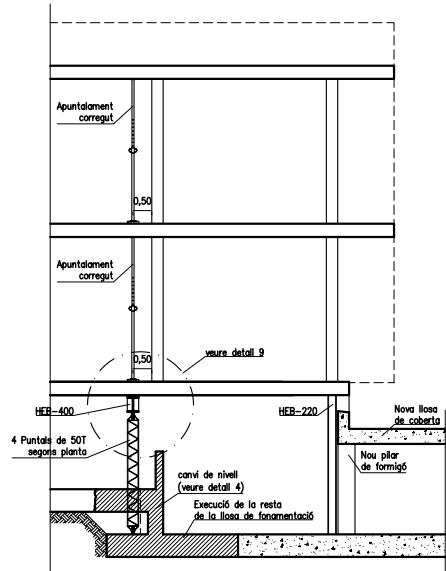 Apuntalament
corregut
0,50
Apuntalament
corregut
0,50
veure detall 9
HEB-400
HEB-220
Nova llosa
de coberta
4 Puntals de 50T
segons planta
Nou pilar
de formigó
canvi de nivell
(veure detall 4)
Execució de la resta
de la llosa de fonamentació